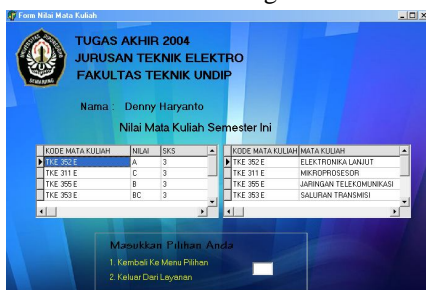 Form Nilai Mata Kuliah
TUGAS AKHIR 2004
JURUSAN TEKNIK ELEKTRO
FAKULTAS TEKNIK UNDIP
Nama : Denny Haryanto
Nilai Mata Kuliah Semester Ini
KODE MATA KULIAH NILAI SKS
TKE 352 E A 3
TKE 311 E C 3
TKE 355 E B 3
TKE 353 E BC 3
KODE MATA KULIAH MATA KULIAH
TKE 352 E ELEKTRONIKA LANJUT
TKE 311 E MIKROPROSESOR
TKE 355 E JARINGAN TELEKOMUNIKASI
TKE 353 E SALURAN TRANSMISI
Masukkan Pilihan Anda
1. Kembali Ke Menu Pilihan
2. Keluar Dari Layanan